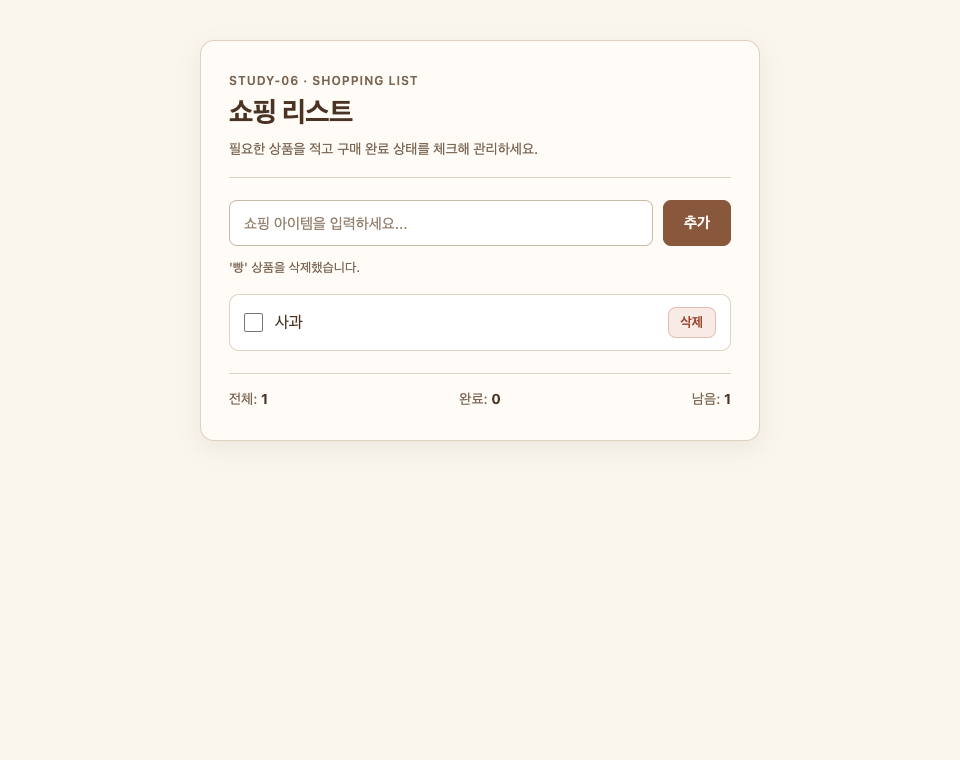 STUDY-06 · SHOPPING LIST
쇼핑 리스트
필요한 상품을 적고 구매 완료 상태를 체크해 관리하세요.
쇼핑 아이템을 입력하세요...
추가
'빵' 상품을 삭제했습니다.
사과
삭제
전체: 1 완료: 0 남음: 1